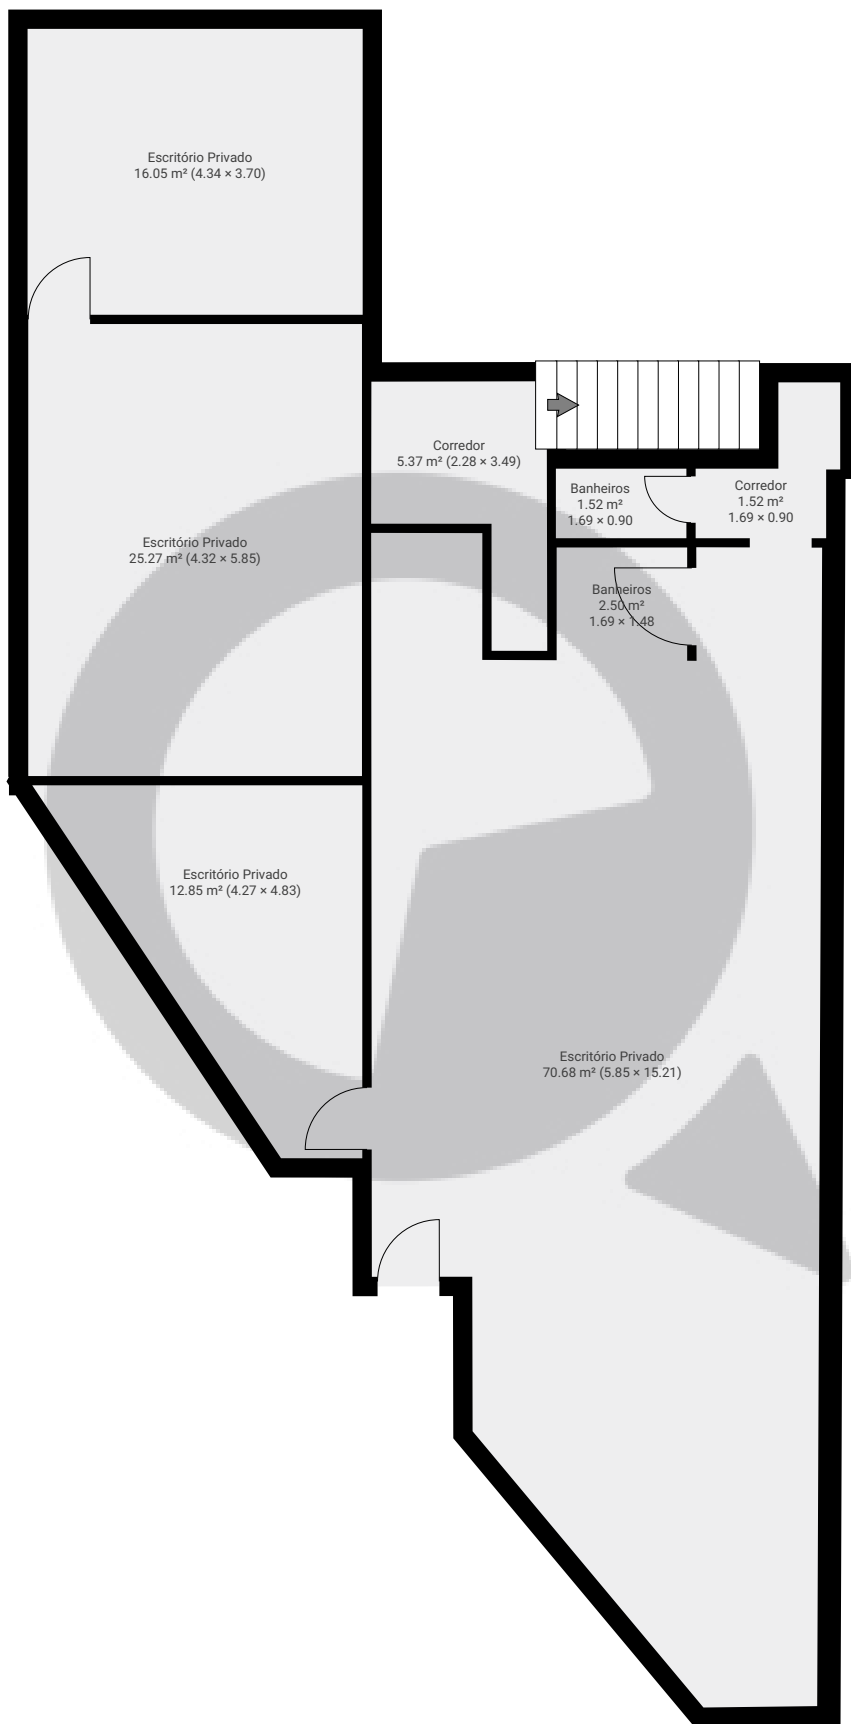 Escritório Privado
16.05 m² (4.34 × 3.70)
Corredor
5.37 m² (2.28 × 3.49)
Banheiros
1.52 m²
1.69 × 0.90
Corredor
1.52 m²
1.69 × 0.90
Escritório Privado
25.27 m² (4.32 × 5.85)
Banheiros
2.50 m²
1.69 × 1.48
Escritório Privado
12.85 m² (4.27 × 4.83)
Escritório Privado
70.68 m² (5.85 × 15.21)